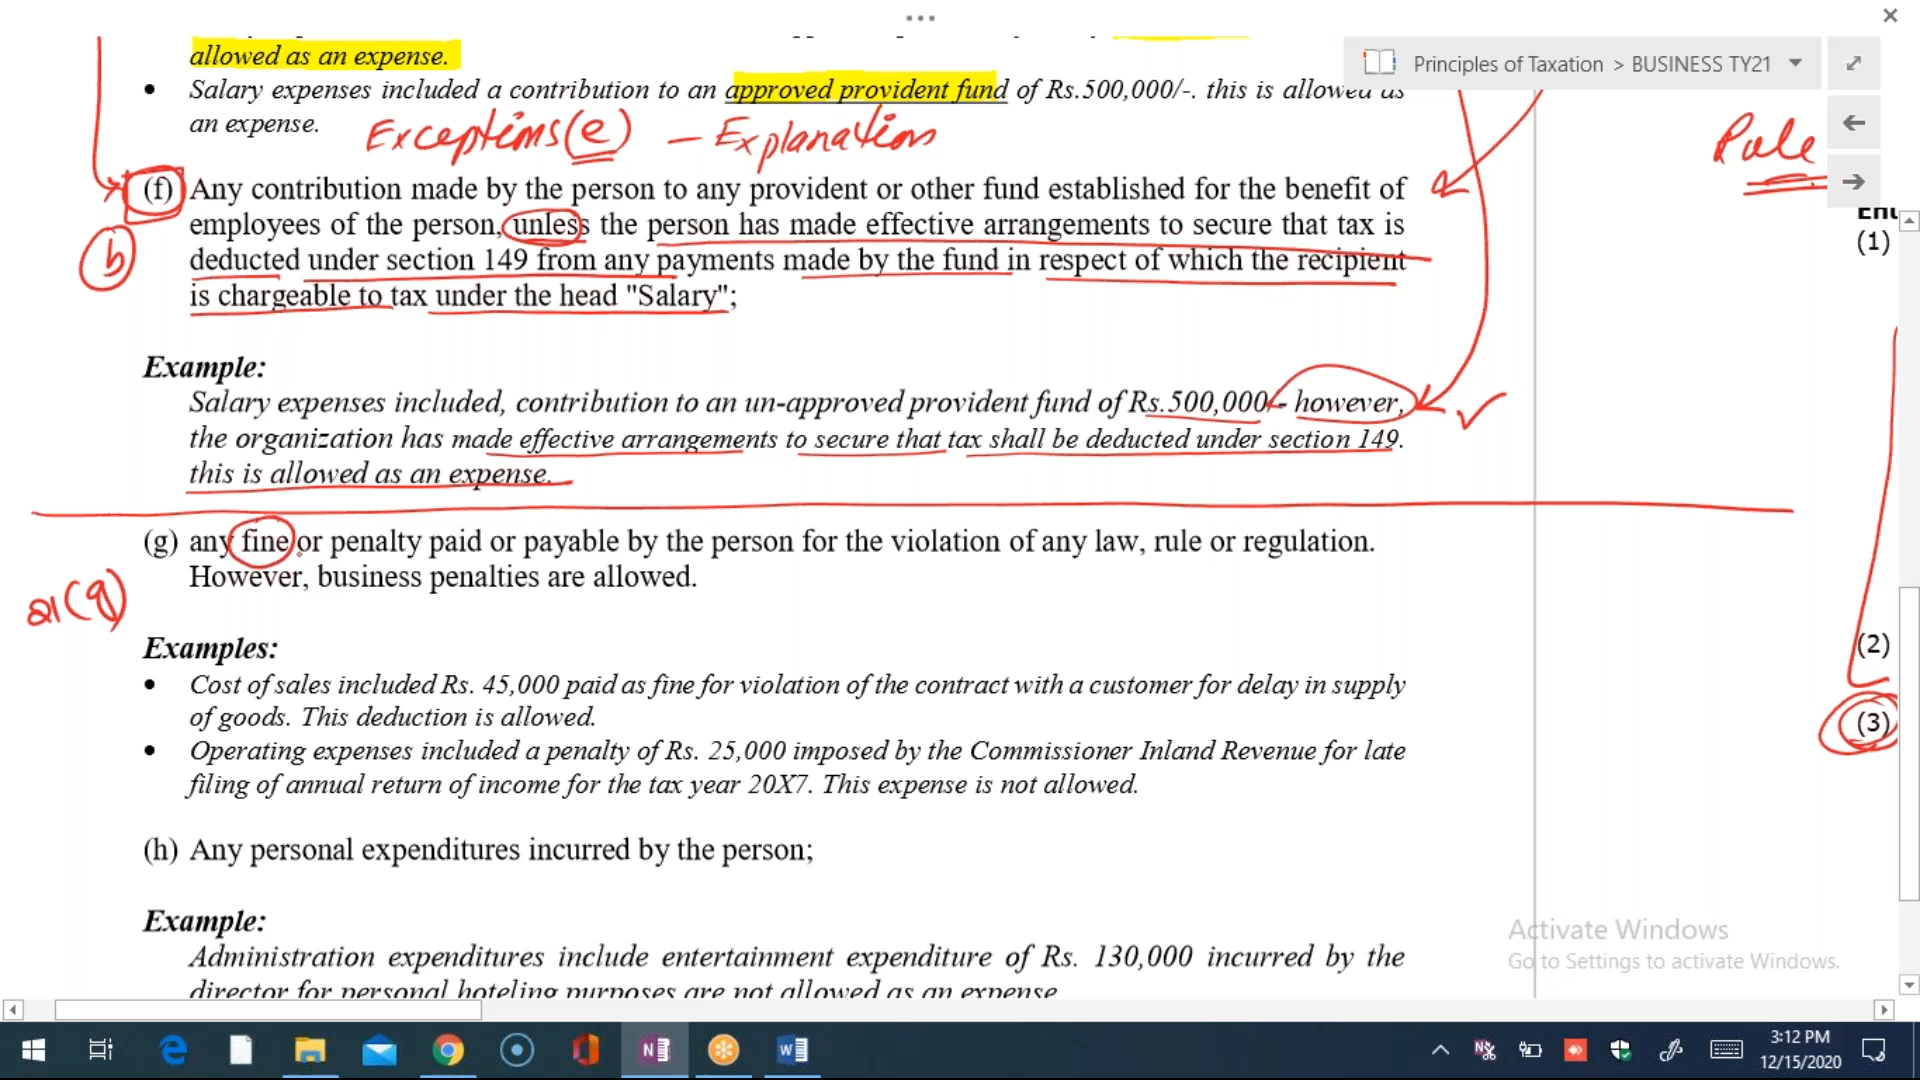 allowed as an expense.
Principles of Taxation > BUSINESS TY21
• Salary expenses included a contribution to an approved provident fund of Rs.500,000/-. this is allowed as
an expense.
Exceptions (e) – Explanation
Rule
(f) Any contribution made by the person to any provident or other fund established for the benefit of
employees of the person, unless the person has made effective arrangements to secure that tax is
deducted under section 149 from any payments made by the fund in respect of which the recipient
is chargeable to tax under the head "Salary";
b
(1)
Example:
Salary expenses included, contribution to an un-approved provident fund of Rs.500,000/- however,
the organization has made effective arrangements to secure that tax shall be deducted under section 149.
this is allowed as an expense.
(g) any fine or penalty paid or payable by the person for the violation of any law, rule or regulation.
However, business penalties are allowed.
21(g)
Examples:
(2)
• Cost of sales included Rs. 45,000 paid as fine for violation of the contract with a customer for delay in supply
of goods. This deduction is allowed.
(3)
• Operating expenses included a penalty of Rs. 25,000 imposed by the Commissioner Inland Revenue for late
filing of annual return of income for the tax year 20X7. This expense is not allowed.
(h) Any personal expenditures incurred by the person;
Example:
Administration expenditures include entertainment expenditure of Rs. 130,000 incurred by the
director for personal hoteling purposes are not allowed as an expense
Activate Windows
Go to Settings to activate Windows.
3:12 PM
12/15/2020